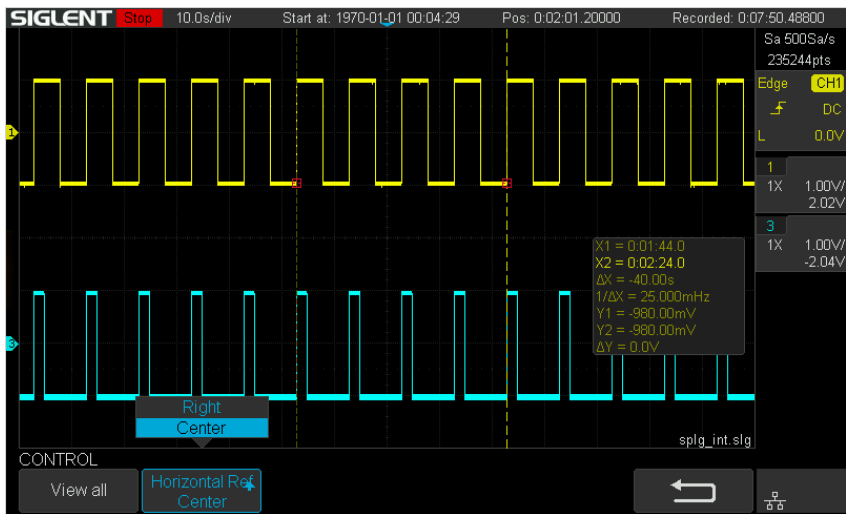 SIGLENT Stop 10.0s/div Start at: 1970-01-01 00:04:29 Pos: 0:02:01.20000 Recorded: 0:07:50.48800
Sa 500Sa/s
235244pts
Edge CH1
DC
L 0.0V
1
1X 1.00V/
2.02V
3
1X 1.00V/
-2.04V
1
X1 = 0:01:44.0
X2 = 0:02:24.0
ΔX = -40.00s
1/ΔX = 25.000mHz
Y1 = -980.00mV
Y2 = -980.00mV
ΔY = 0.0V
3
Right
Center
splg_int.slg
CONTROL
View all
Horizontal Ref
Center